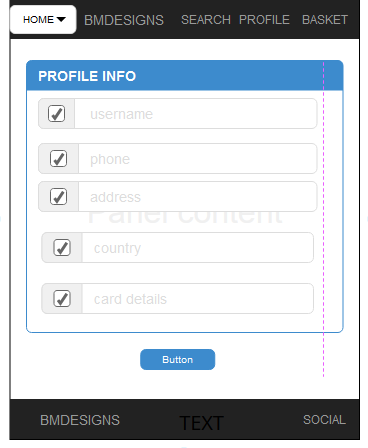 HOME BMDESIGNS SEARCH PROFILE BASKET
PROFILE INFO
username
phone
address
Panel content
country
card details
Button
BMDESIGNS TEXT SOCIAL